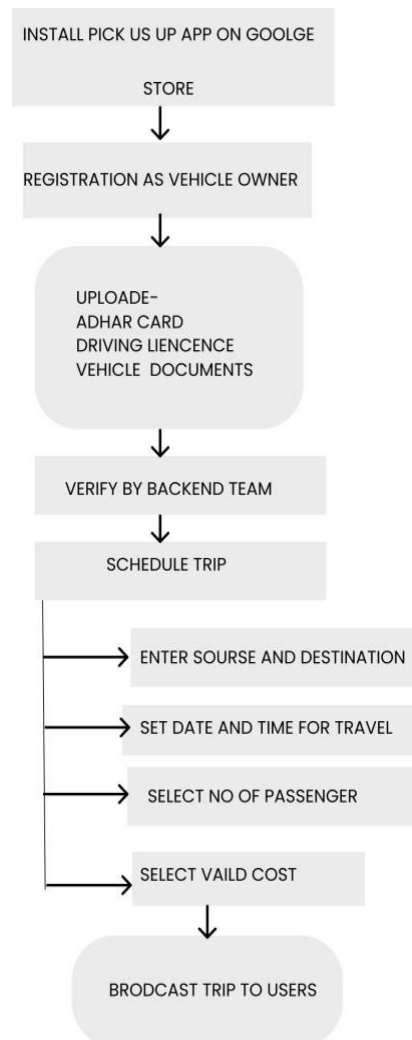 INSTALL PICK US UP APP ON GOOLGE
STORE
REGISTRATION AS VEHICLE OWNER
UPLOADE-
ADHAR CARD
DRIVING LIENCENCE
VEHICLE DOCUMENTS
VERIFY BY BACKEND TEAM
SCHEDULE TRIP
ENTER SOURSE AND DESTINATION
SET DATE AND TIME FOR TRAVEL
SELECT NO OF PASSENGER
SELECT VAILD COST
BRODCAST TRIP TO USERS